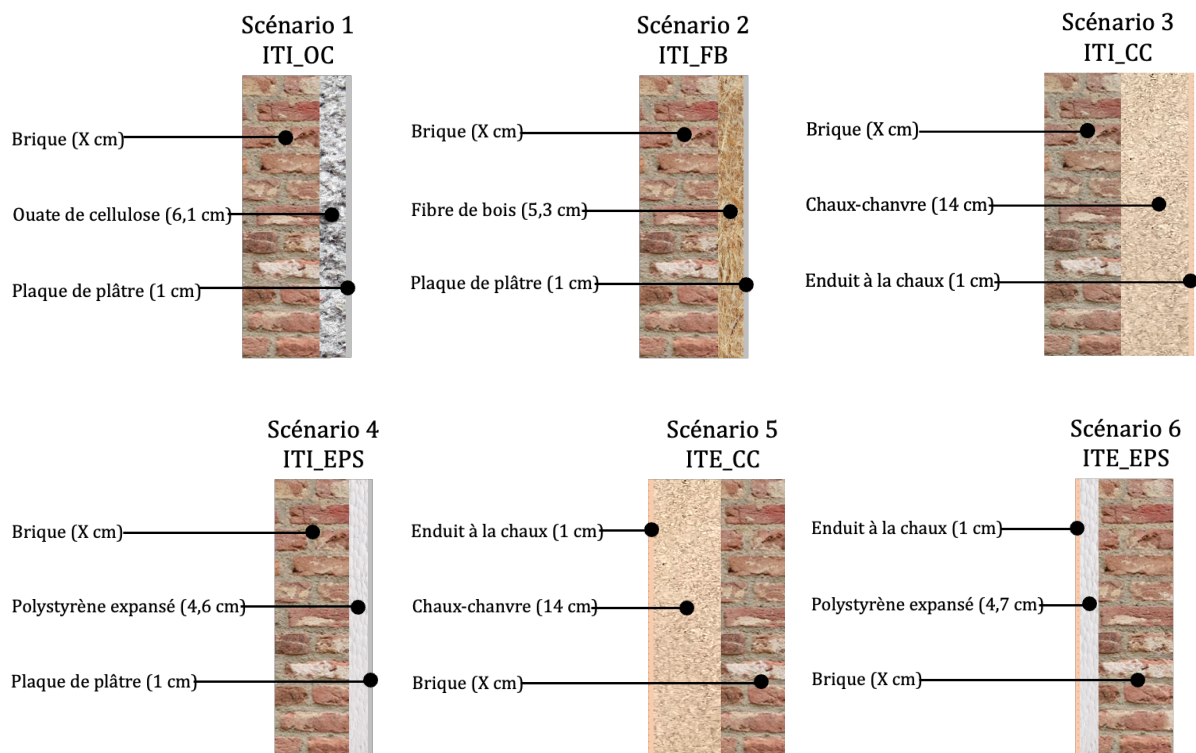 Scénario 1
ITI_OC
Brique (X cm)
Ouate de cellulose (6,1 cm)
Plaque de plâtre (1 cm)
Scénario 2
ITI_FB
Brique (X cm)
Fibre de bois (5,3 cm)
Plaque de plâtre (1 cm)
Scénario 3
ITI_CC
Brique (X cm)
Chaux-chanvre (14 cm)
Enduit à la chaux (1 cm)
Scénario 4
ITI_EPS
Brique (X cm)
Polystyrène expansé (4,6 cm)
Plaque de plâtre (1 cm)
Scénario 5
ITE_CC
Enduit à la chaux (1 cm)
Chaux-chanvre (14 cm)
Brique (X cm)
Scénario 6
ITE_EPS
Enduit à la chaux (1 cm)
Polystyrène expansé (4,7 cm)
Brique (X cm)